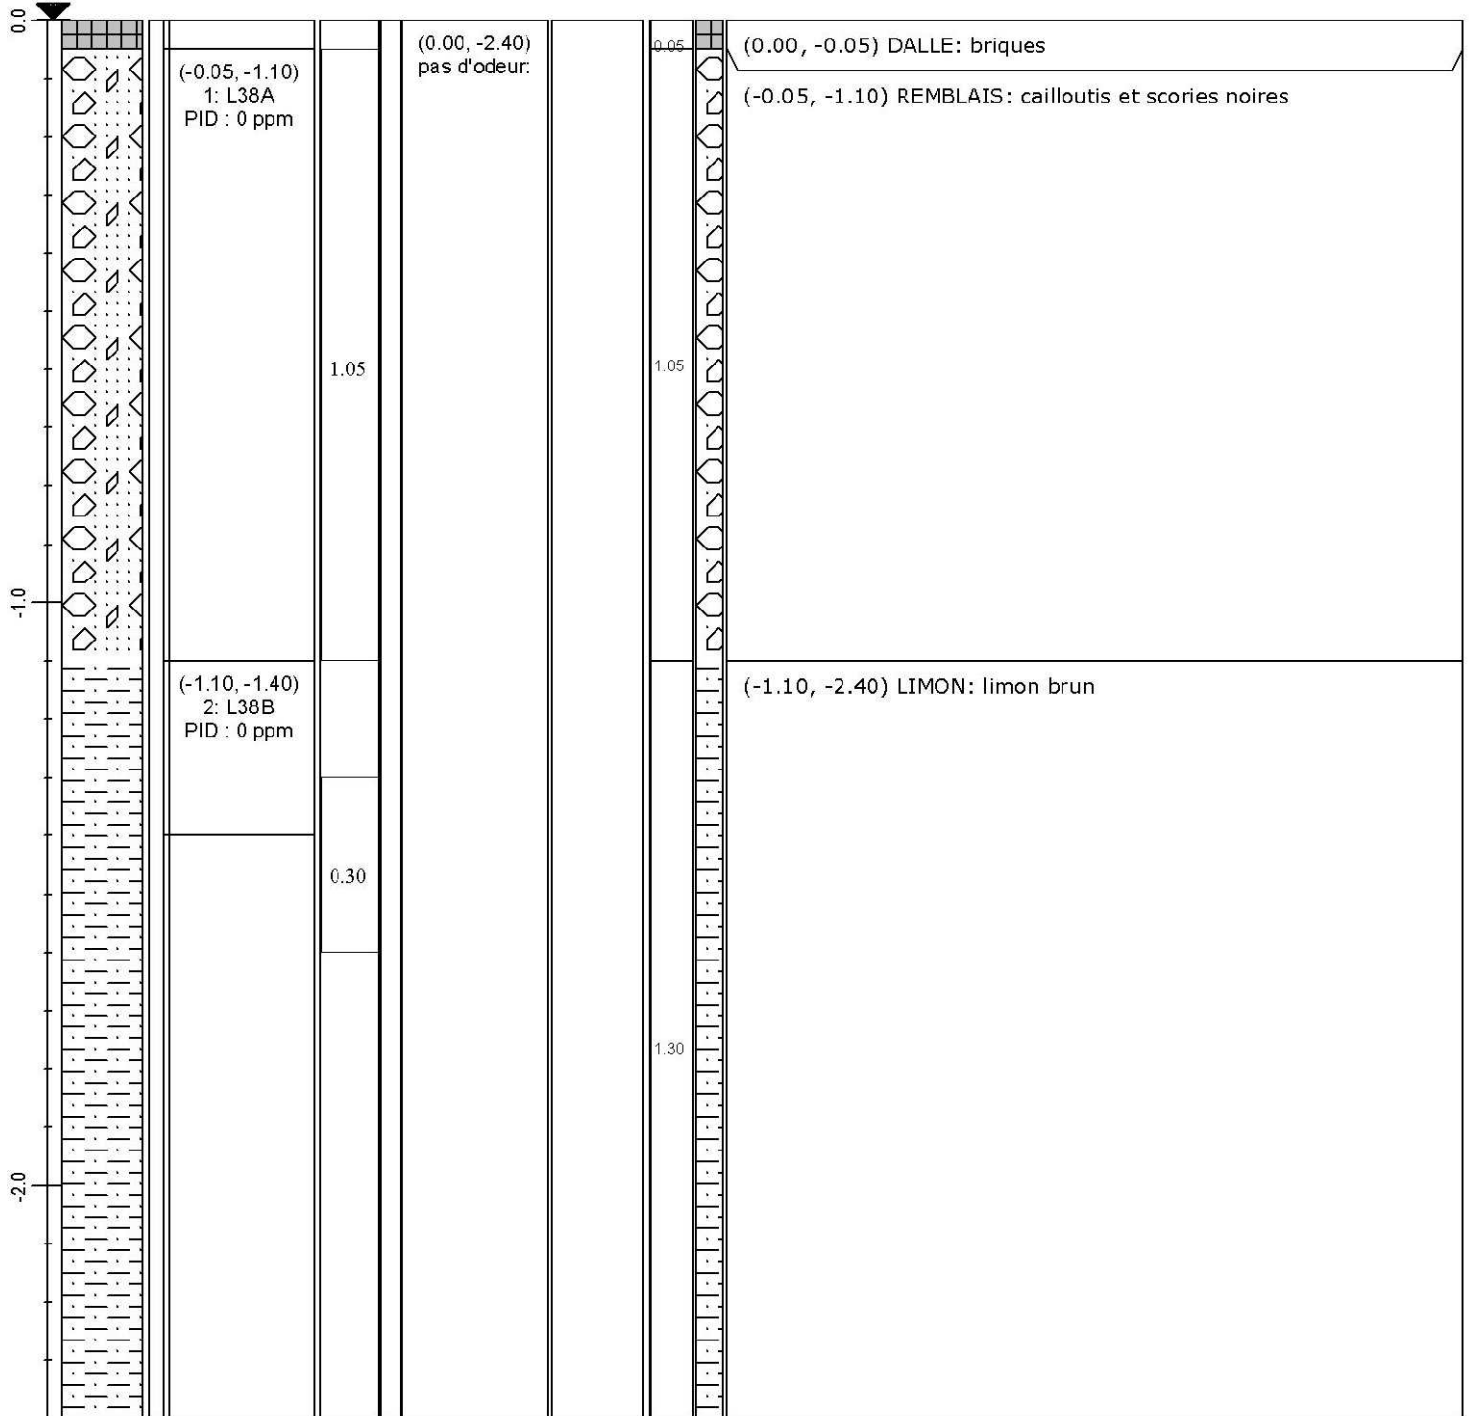 0.0
(-0.05, -1.10)
1: L38A
PID : 0 ppm
1.05
(0.00, -2.40)
pas d'odeur:
0.05
(0.00, -0.05) DALLE: briques
(-0.05, -1.10) REMBLAIS: cailloutis et scories noires
1.05
-1.0
(-1.10, -1.40)
2: L38B
PID : 0 ppm
0.30
(-1.10, -2.40) LIMON: limon brun
1.30
-2.0